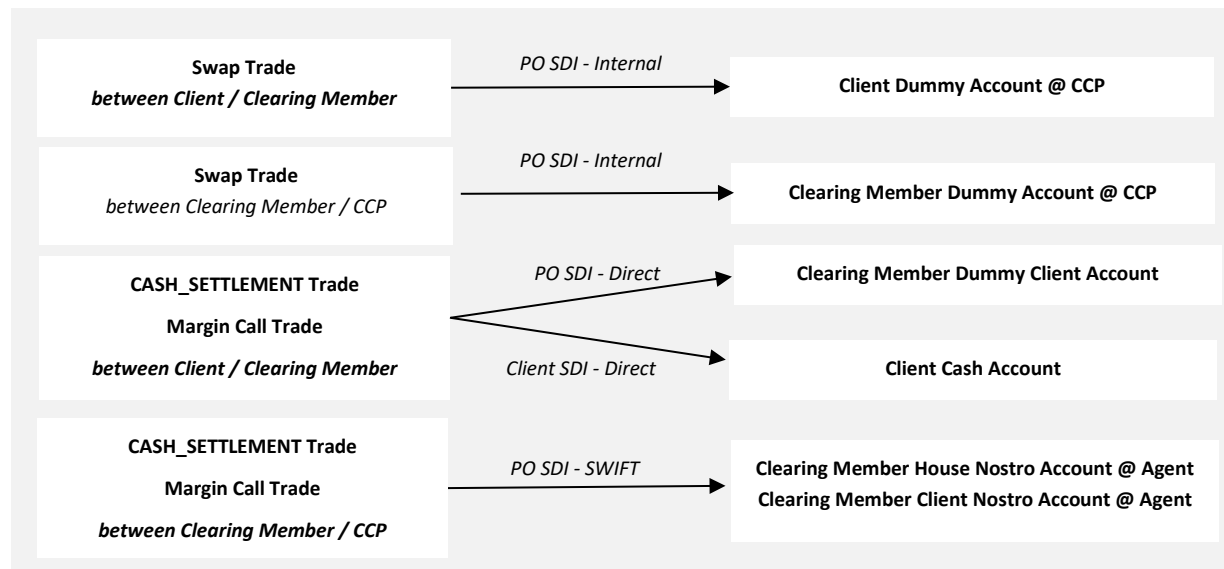 Swap Trade
between Client / Clearing Member
PO SDI - Internal
Client Dummy Account @ CCP
Swap Trade
between Clearing Member / CCP
PO SDI - Internal
Clearing Member Dummy Account @ CCP
CASH_SETTLEMENT Trade
Margin Call Trade
between Client / Clearing Member
PO SDI - Direct
Clearing Member Dummy Client Account
Client SDI - Direct
Client Cash Account
CASH_SETTLEMENT Trade
Margin Call Trade
between Clearing Member / CCP
PO SDI - SWIFT
Clearing Member House Nostro Account @ Agent
Clearing Member Client Nostro Account @ Agent